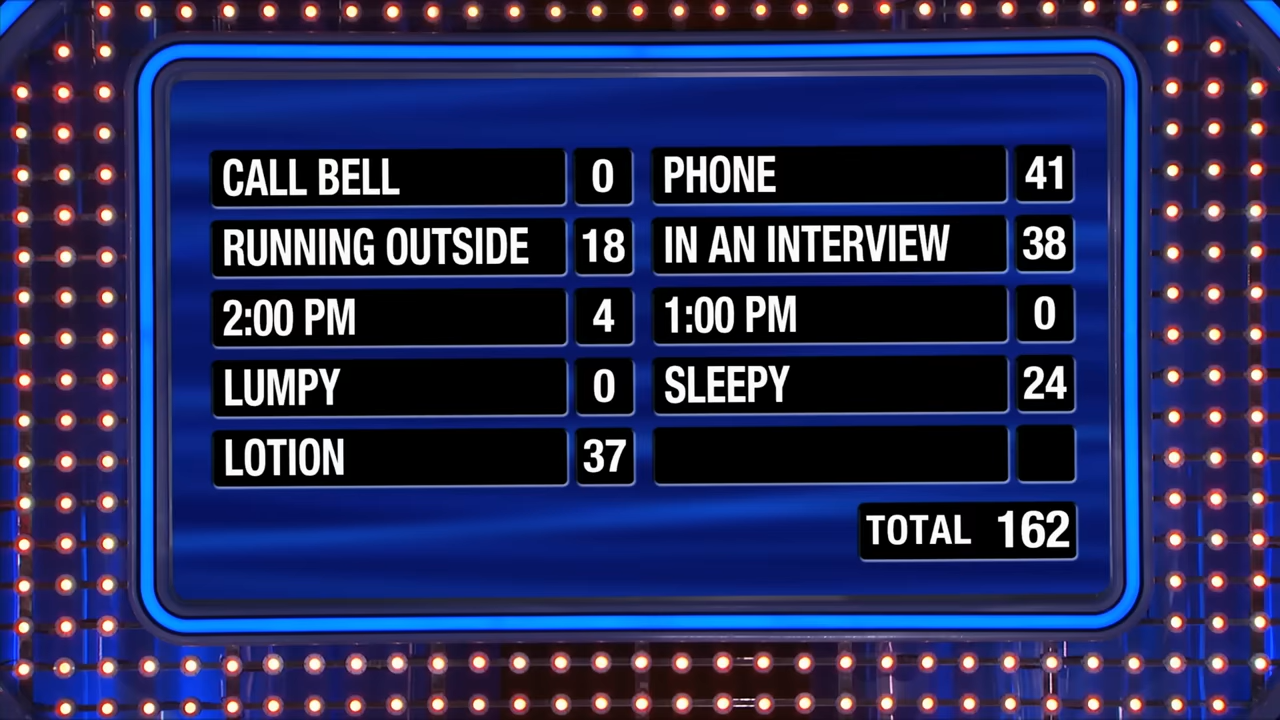 CALL BELL 0
RUNNING OUTSIDE 18
2:00 PM 4
LUMPY 0
LOTION 37
PHONE 41
IN AN INTERVIEW 38
1:00 PM 0
SLEEPY 24
TOTAL 162